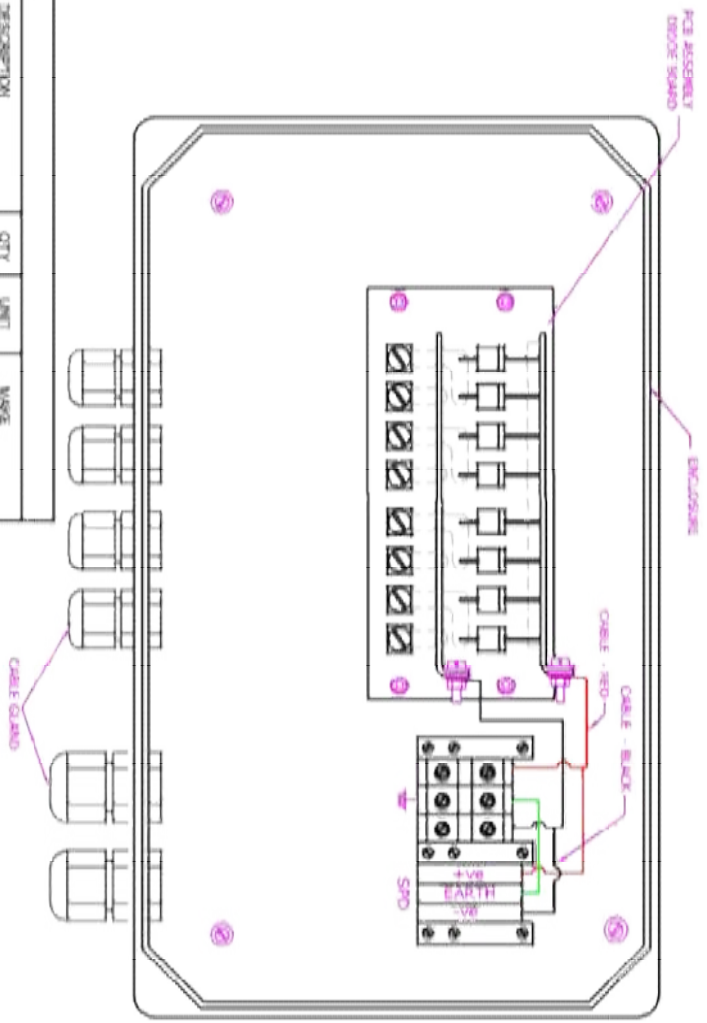 PCB ASSEMBLY
DIODE BOARD
ENCLOSURE
CABLE - RED
CABLE - BLACK
+ve
EARTH
-ve
SPD
CABLE GLAND
DESCRIPTION
QTY
UNIT
MAKE